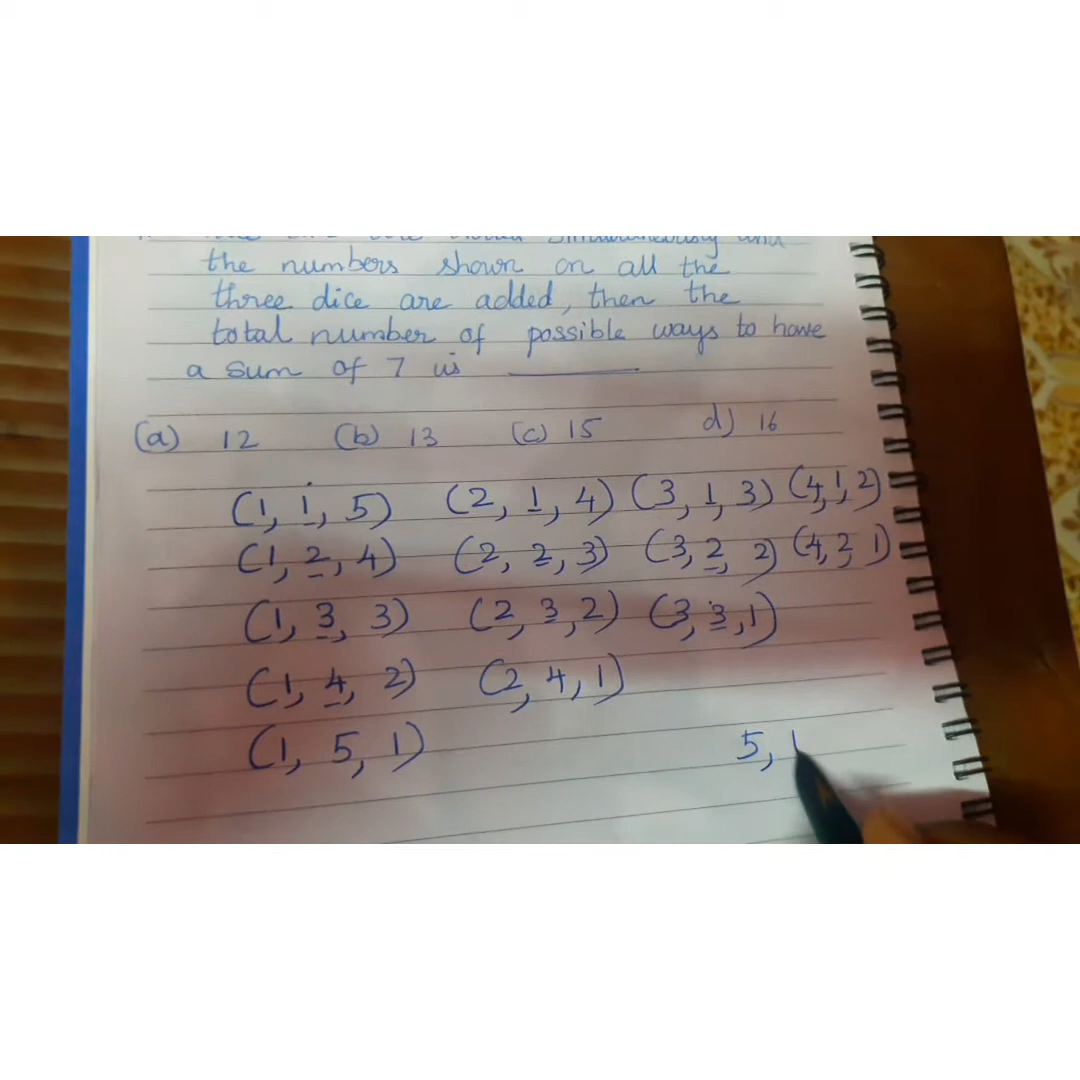 simultaneously and
the numbers shown on all the
three dice are added, then the
total number of possible ways to have
a sum of 7 is ______
(a) 12 (b) 13 (c) 15 d) 16
(1, 1, 5) (2, 1, 4) (3, 1, 3) (4, 1, 2)
(1, 2, 4) (2, 2, 3) (3, 2, 2) (4, 2, 1)
(1, 3, 3) (2, 3, 2) (3, 3, 1)
(1, 4, 2) (2, 4, 1)
(1, 5, 1) 5, 1